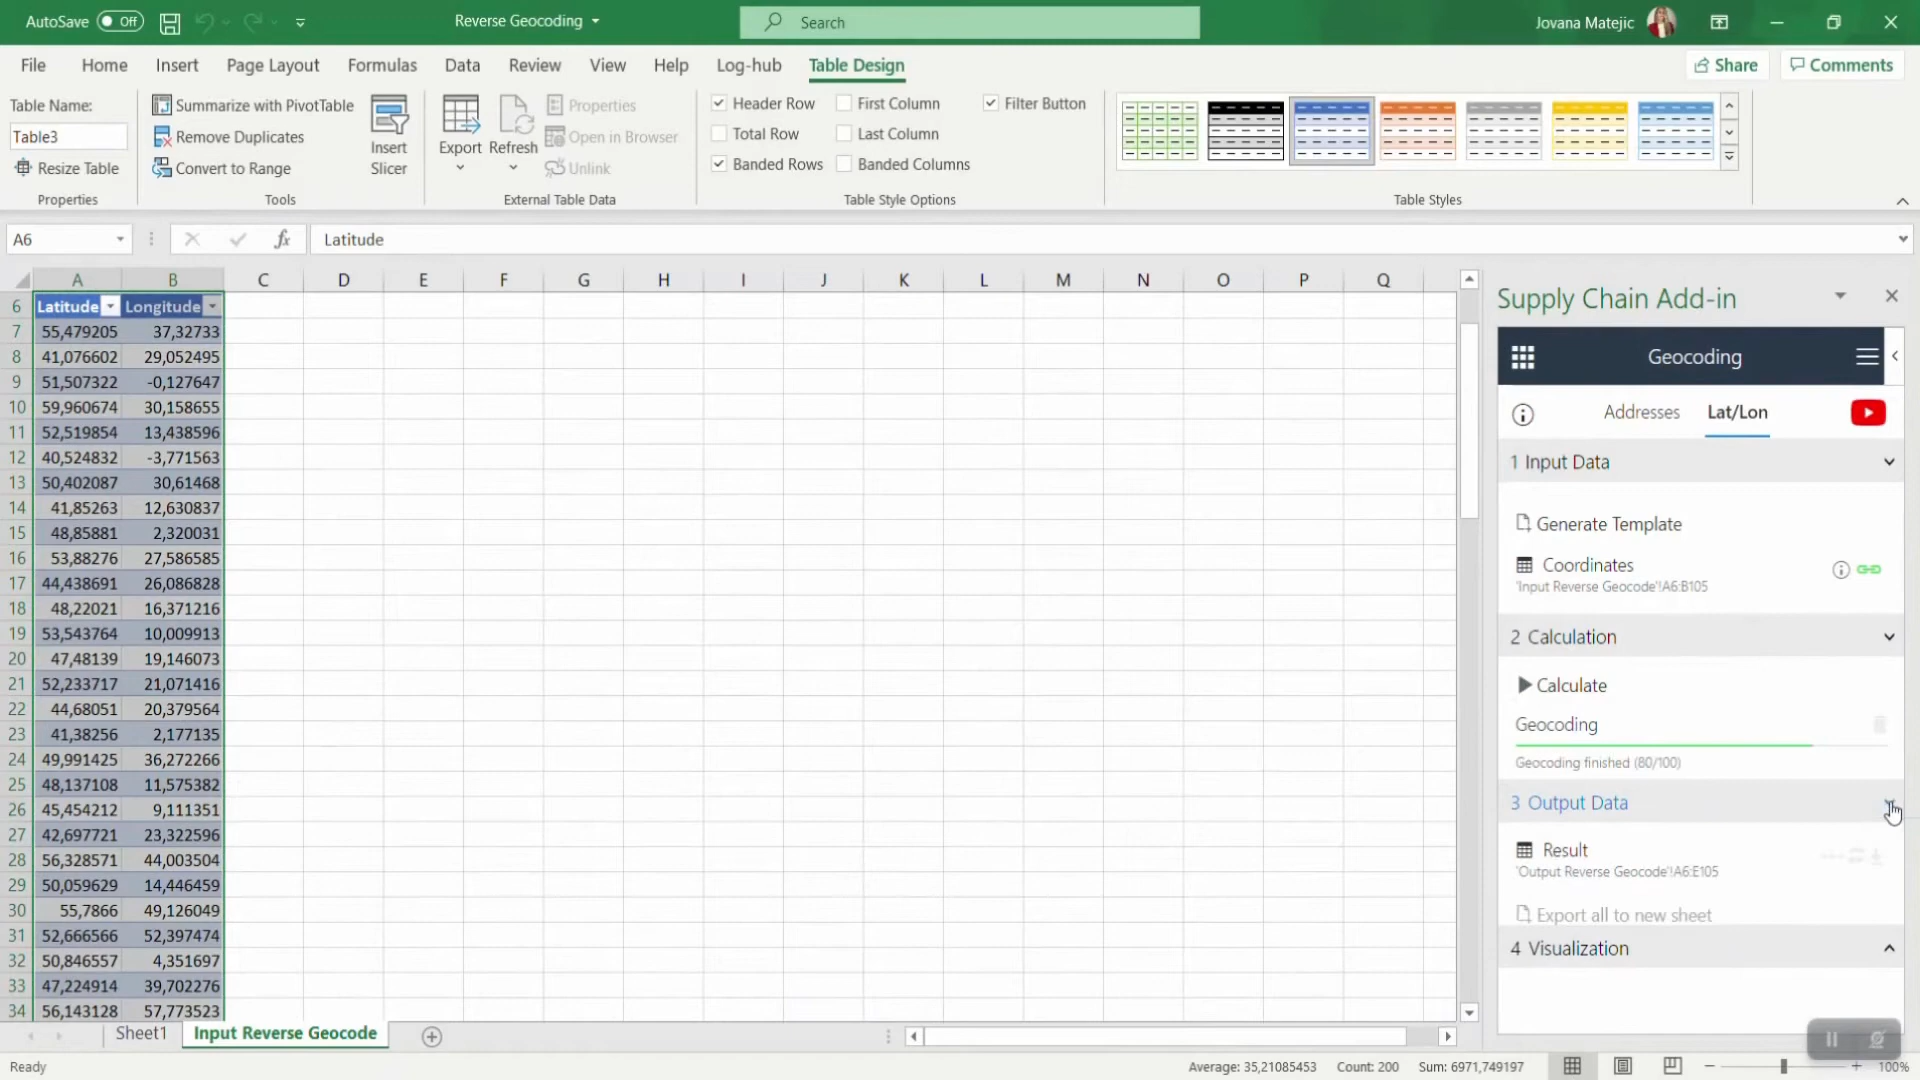 AutoSave Off
Reverse Geocoding
Search
Jovana Matejic
File Home Insert Page Layout Formulas Data Review View Help Log-hub Table Design
Share Comments
Table Name:
Table3
Resize Table
Properties
Summarize with PivotTable
Remove Duplicates
Convert to Range
Insert Slicer
Tools
Export Refresh
Properties
Open in Browser
Unlink
External Table Data
Header Row First Column Filter Button
Total Row Last Column
Banded Rows Banded Columns
Table Style Options
Table Styles
A6 fx Latitude
A B C D E F G H I J K L M N O P Q
6 Latitude Longitude
7 55,479205 37,32733
8 41,076602 29,052495
9 51,507322 -0,127647
10 59,960674 30,158655
11 52,519854 13,438596
12 40,524832 -3,771563
13 50,402087 30,61468
14 41,85263 12,630837
15 48,85881 2,320031
16 53,88276 27,586585
17 44,438691 26,086828
18 48,22021 16,371216
19 53,543764 10,009913
20 47,48139 19,146073
21 52,233717 21,071416
22 44,68051 20,379564
23 41,38256 2,177135
24 49,991425 36,272266
25 48,137108 11,575382
26 45,454212 9,111351
27 42,697721 23,322596
28 56,328571 44,003504
29 50,059629 14,446459
30 55,7866 49,126049
31 52,666566 52,397474
32 50,846557 4,351697
33 47,224914 39,702276
34 56,143128 57,773523
Supply Chain Add-in
Geocoding
Addresses Lat/Lon
1 Input Data
Generate Template
Coordinates
'Input Reverse Geocode'!A6:B105
2 Calculation
Calculate
Geocoding
Geocoding finished (80/100)
3 Output Data
Result
'Output Reverse Geocode'!A6:E105
Export all to new sheet
4 Visualization
Sheet1 Input Reverse Geocode
Ready
Average: 35,21085453 Count: 200 Sum: 6971,749197
100%